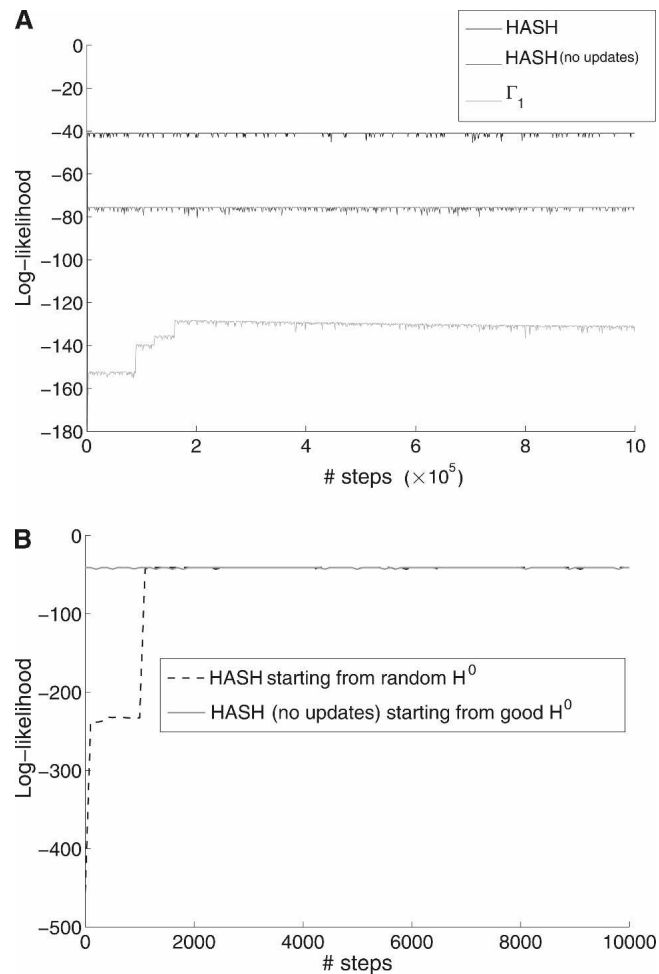 A
HASH
HASH (no updates)
Γ1
0
−20
−40
−60
−80
−100
−120
−140
−160
−180
Log−likelihood
0 2 4 6 8 10
# steps (×10^5)
B
0
−100
−200
−300
−400
−500
Log−likelihood
HASH starting from random H^0
HASH (no updates) starting from good H^0
0 2000 4000 6000 8000 10000
# steps